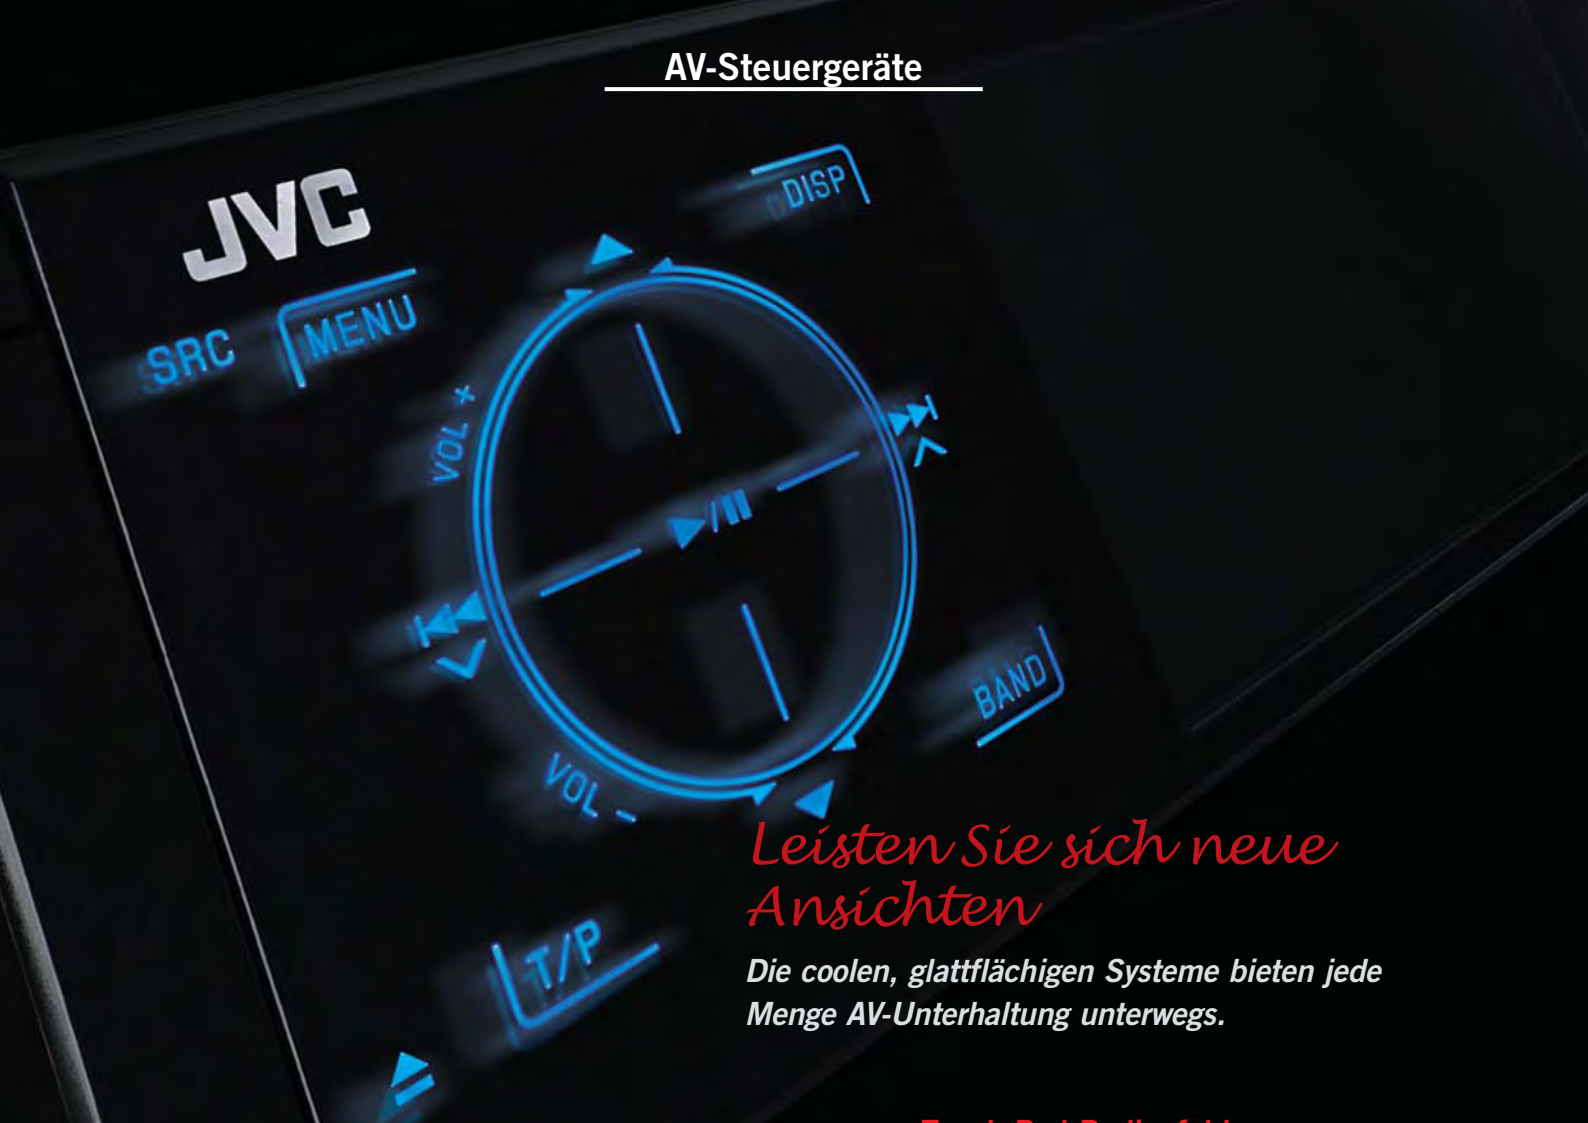 AV-Steuergeräte
JVC
DISP
SRC
MENU
VOL +
BAND
VOL -
Leisten Sie sich neue
Ansichten
T/P
Die coolen, glattflächigen Systeme bieten jede
Menge AV-Unterhaltung unterwegs.